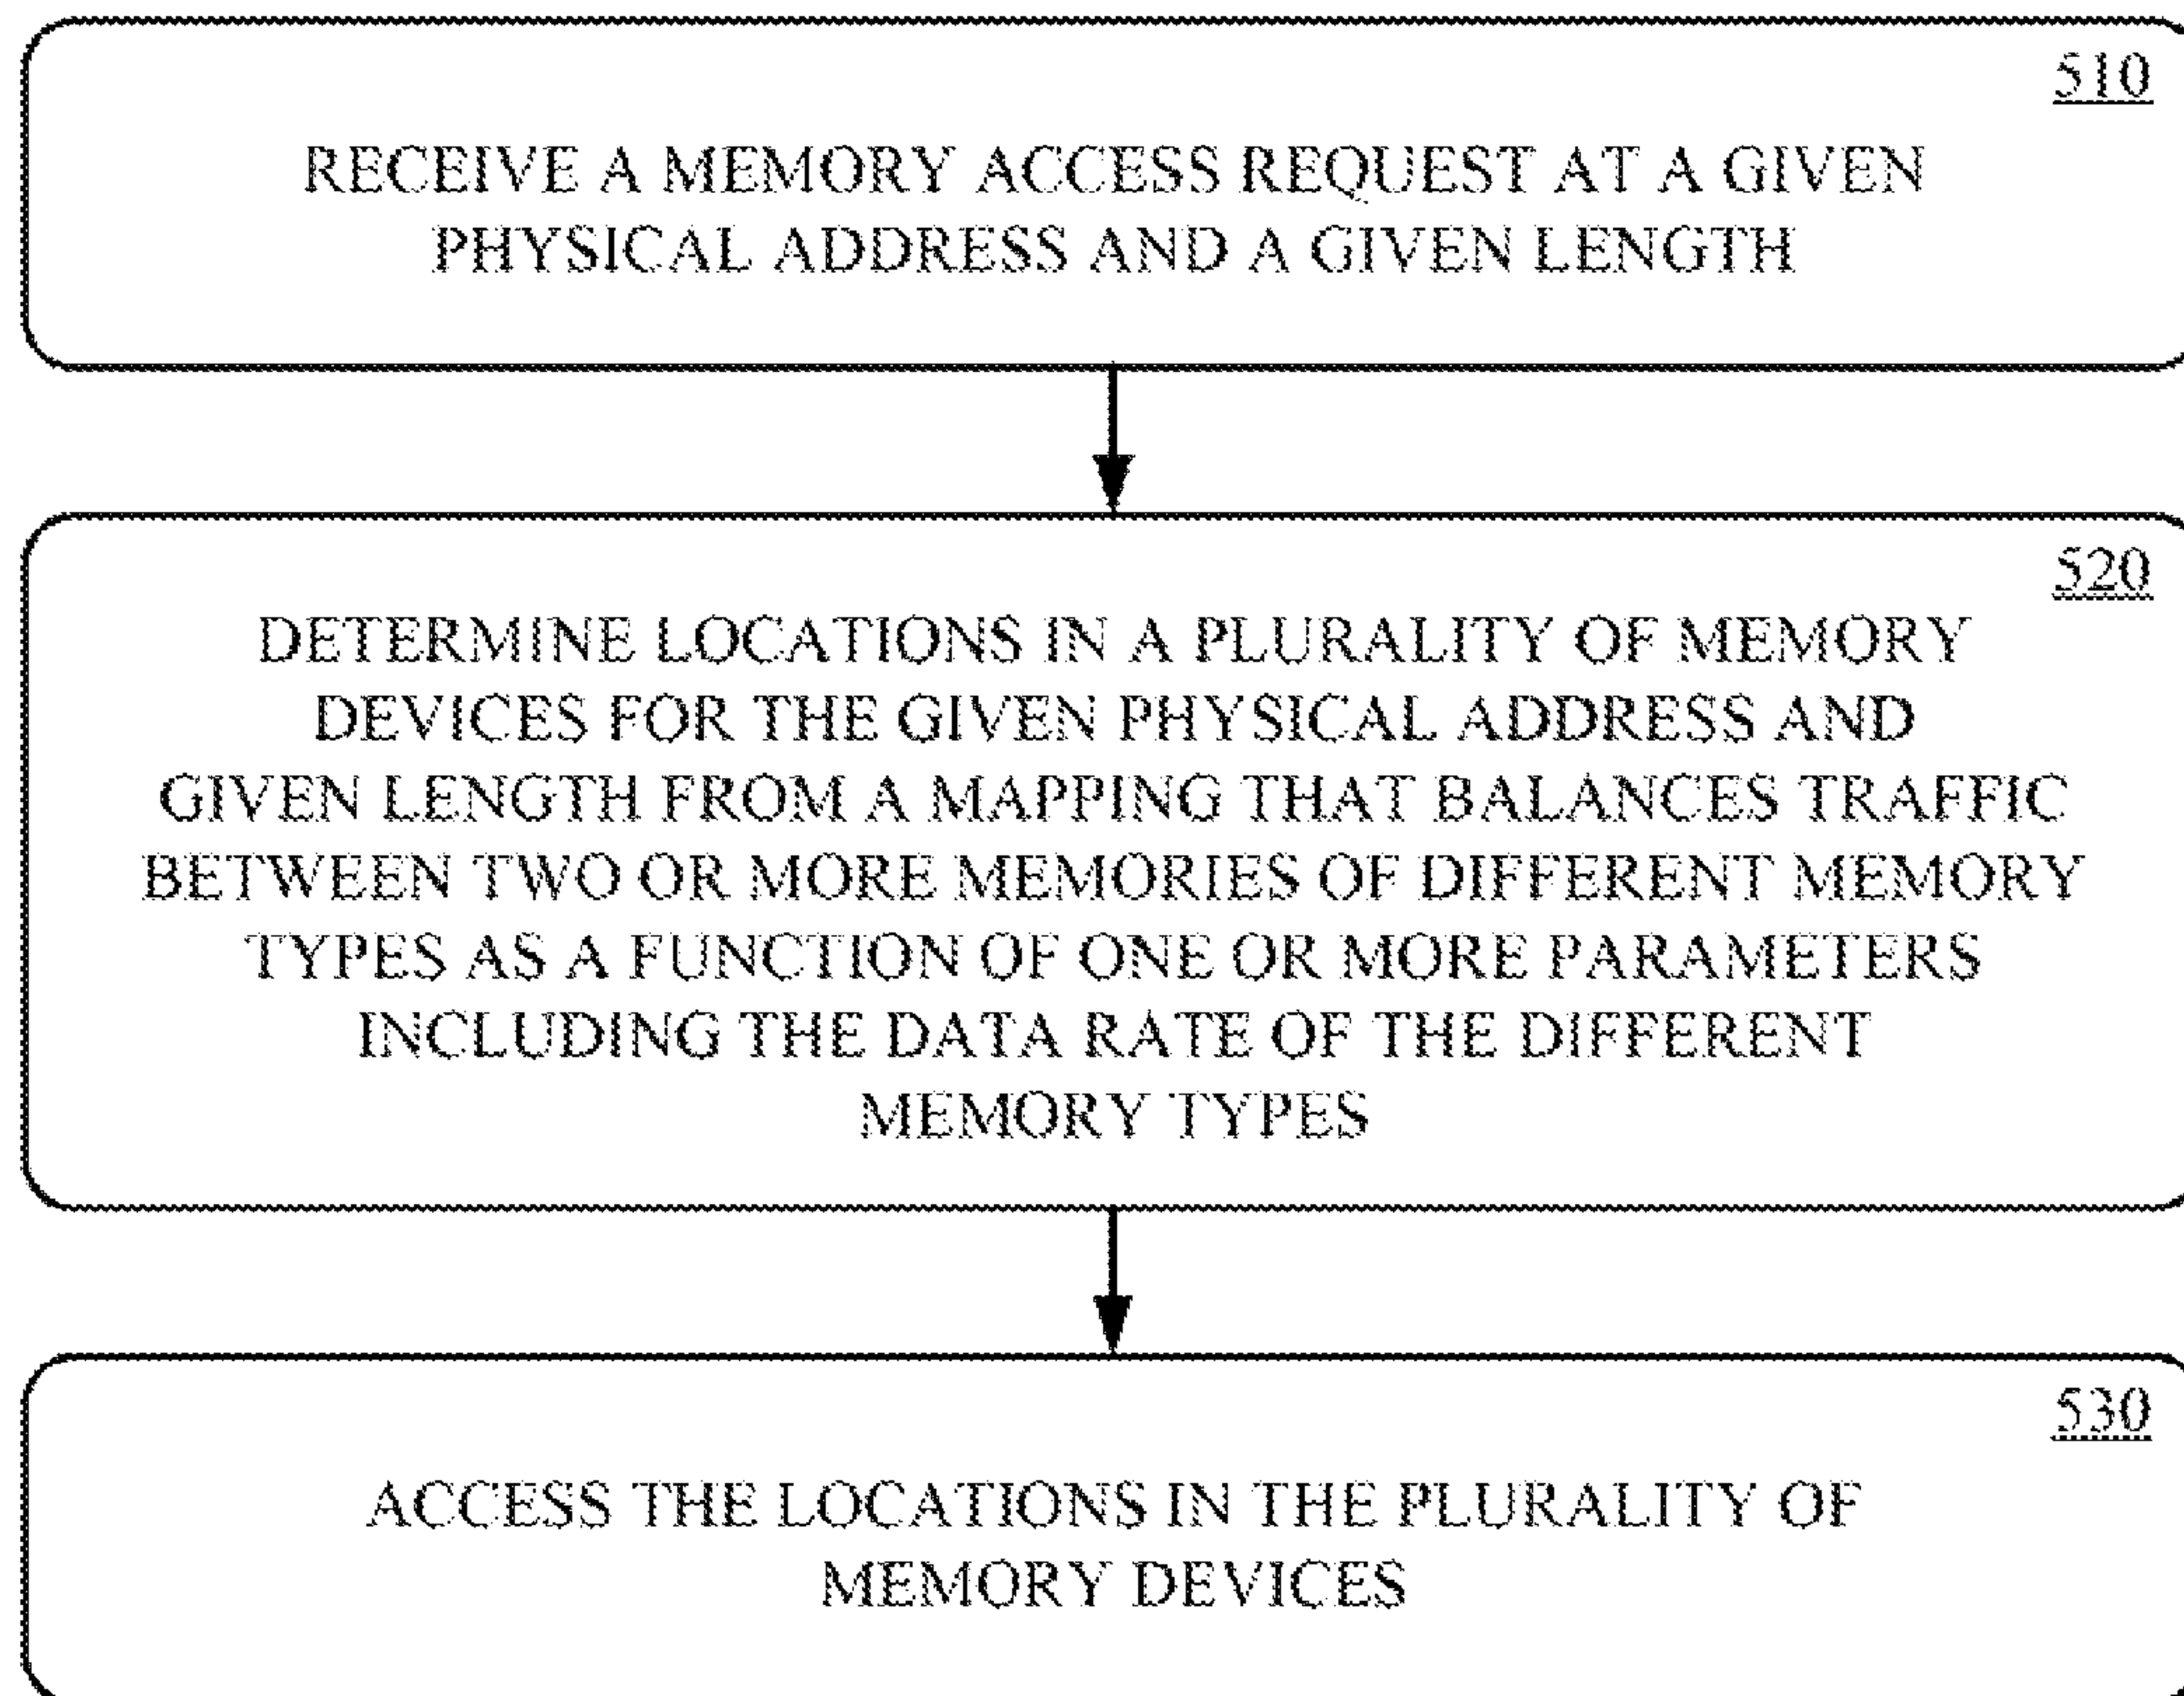 510
RECEIVE A MEMORY ACCESS REQUEST AT A GIVEN
PHYSICAL ADDRESS AND A GIVEN LENGTH
520
DETERMINE LOCATIONS IN A PLURALITY OF MEMORY
DEVICES FOR THE GIVEN PHYSICAL ADDRESS AND
GIVEN LENGTH FROM A MAPPING THAT BALANCES TRAFFIC
BETWEEN TWO OR MORE MEMORIES OF DIFFERENT MEMORY
TYPES AS A FUNCTION OF ONE OR MORE PARAMETERS
INCLUDING THE DATA RATE OF THE DIFFERENT
MEMORY TYPES
530
ACCESS THE LOCATIONS IN THE PLURALITY OF
MEMORY DEVICES